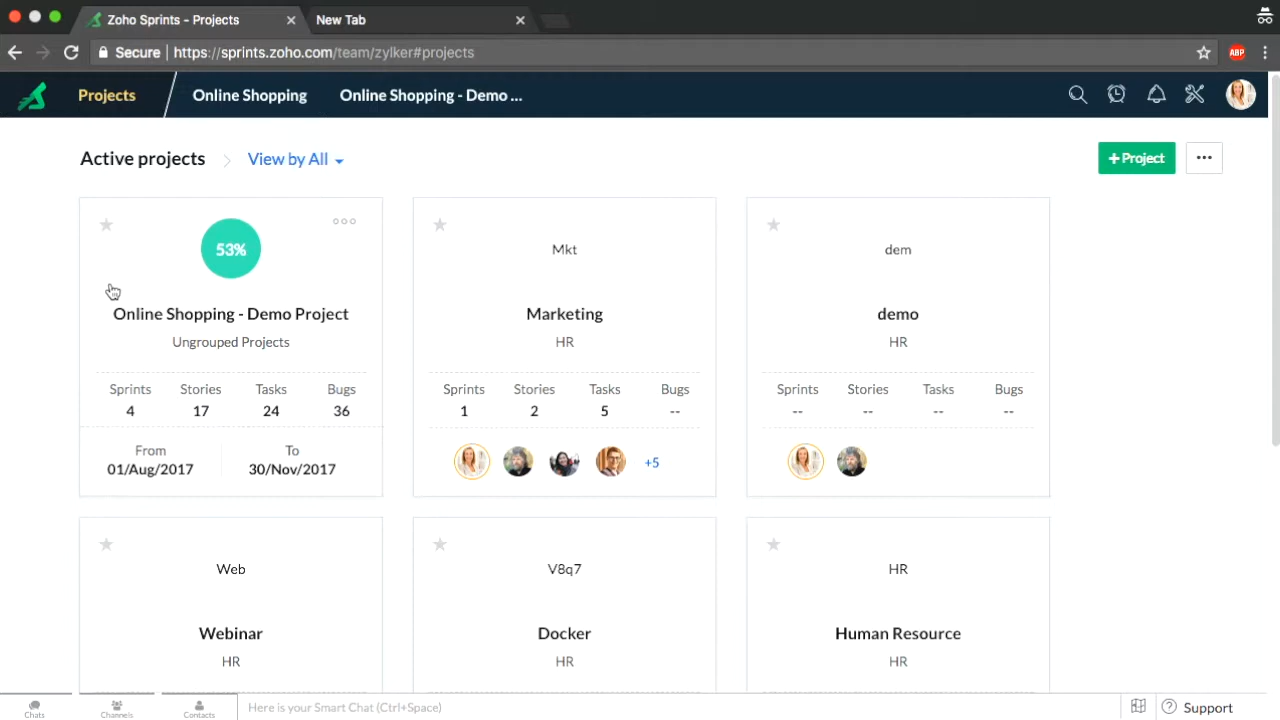 Zoho Sprints - Projects
New Tab
Secure | https://sprints.zoho.com/team/zylker#projects
ABP
Projects
Online Shopping
Online Shopping - Demo ...
Active projects
View by All
+ Project
53%
Online Shopping - Demo Project
Ungrouped Projects
Sprints Stories Tasks Bugs
4 17 24 36
From To
01/Aug/2017 30/Nov/2017
Mkt
Marketing
HR
Sprints Stories Tasks Bugs
1 2 5 --
+5
dem
demo
HR
Sprints Stories Tasks Bugs
-- -- -- --
Web
Webinar
HR
V8q7
Docker
HR
HR
Human Resource
HR
Chats
Channels
Contacts
Here is your Smart Chat (Ctrl+Space)
Support